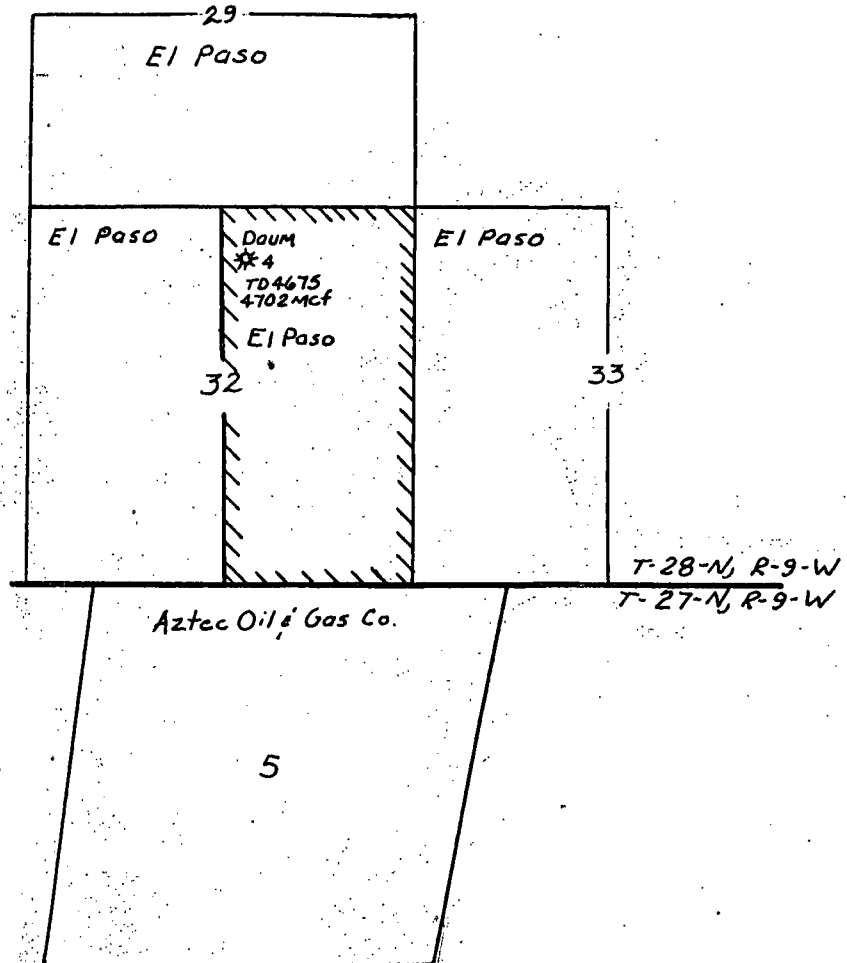 29
El Paso
El Paso
Daum
4
TD 4675
4702 Mcf
El Paso
El Paso
32
33
T-28-N, R-9-W
T-27-N, R-9-W
Aztec Oil & Gas Co.
5